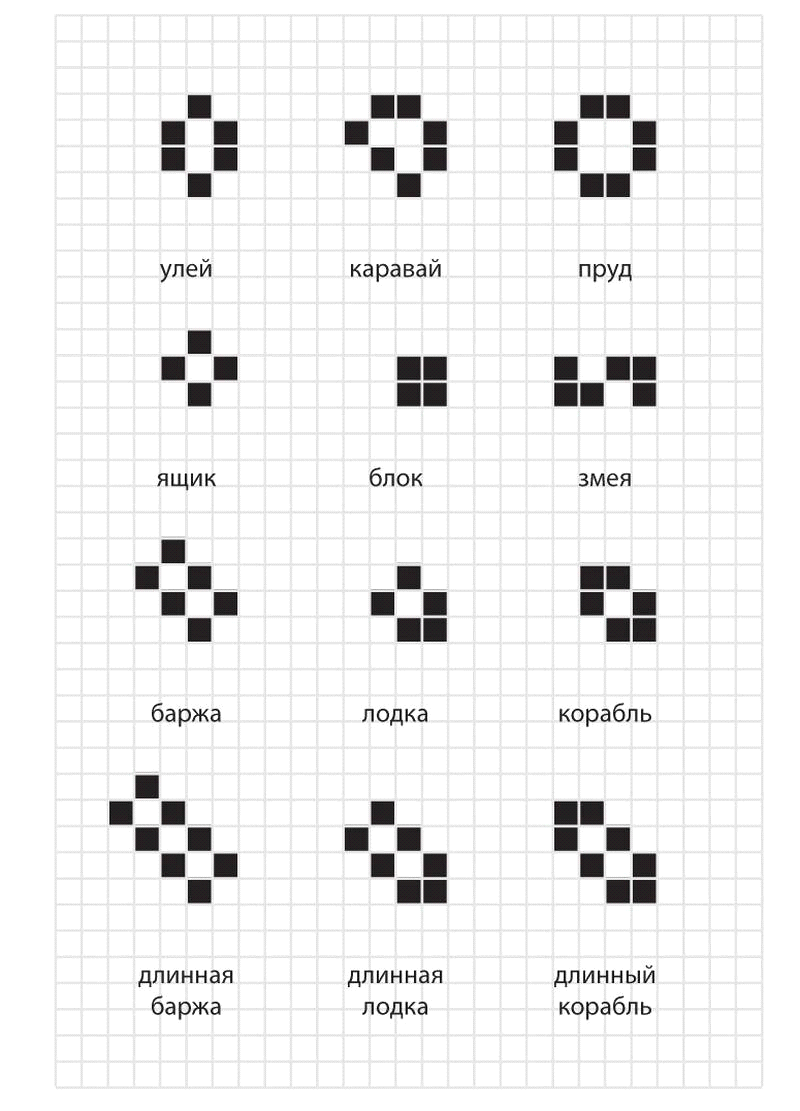 улей
каравай
пруд
ящик
блок
змея
баржа
лодка
корабль
длинная
баржа
длинная
лодка
длинный
корабль